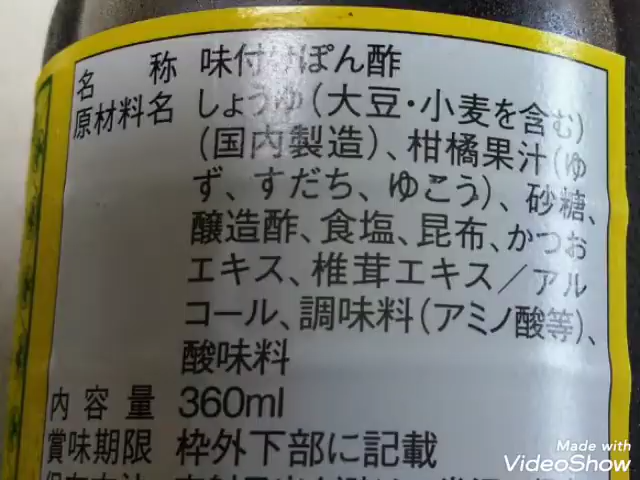 名称 味付けぽん酢
原材料名 しょうゆ(大豆・小麦を含む)
(国内製造)、柑橘果汁(ゆ
ず、すだち、ゆこう)、砂糖、
醸造酢、食塩、昆布、かつお
エキス、椎茸エキス/アル
コール、調味料(アミノ酸等)、
酸味料
内容量 360ml
賞味期限 枠外下部に記載
Made with
VideoShow